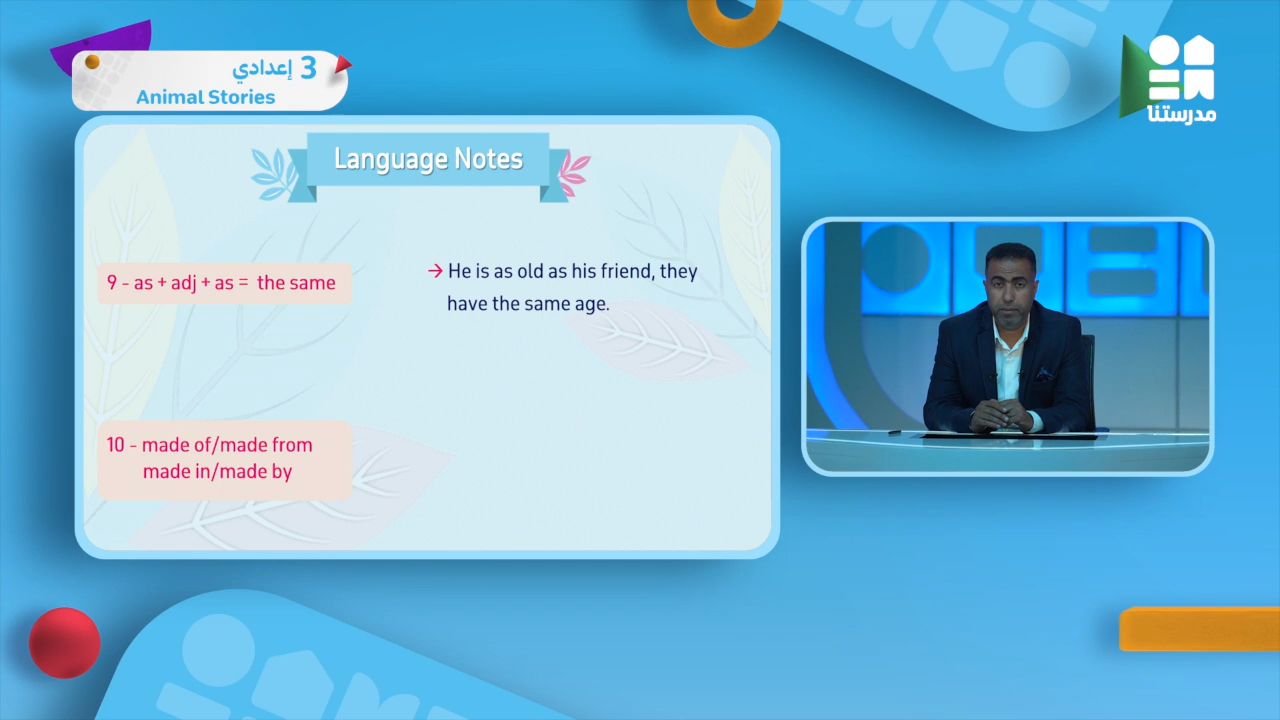 3 إعدادي
Animal Stories
مدرستنا
Language Notes
9 - as + adj + as = the same
→ He is as old as his friend, they
have the same age.
10 - made of/made from
made in/made by